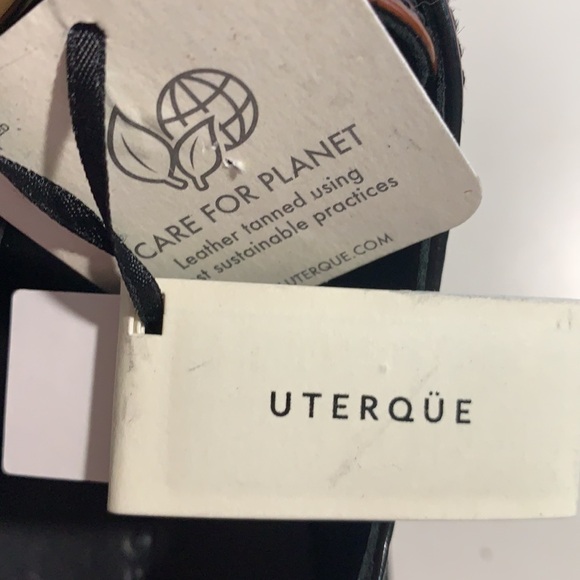 CARE FOR PLANET
Leather tanned using
sustainable practices
UTERQUE.COM
UTERQÜE